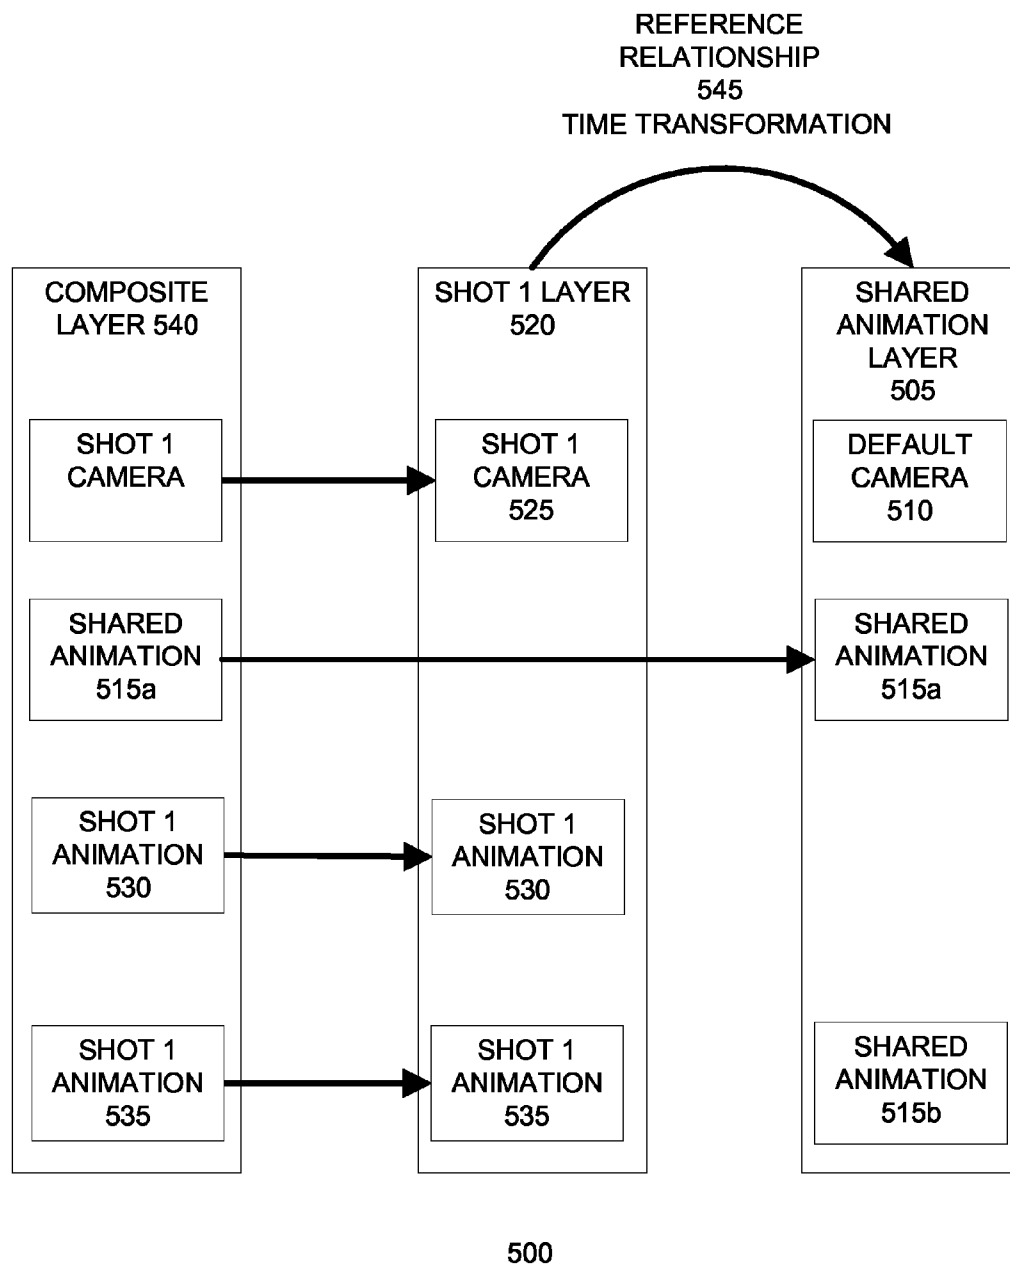 REFERENCE
RELATIONSHIP
545
TIME TRANSFORMATION
COMPOSITE
LAYER 540
SHOT 1
CAMERA
SHARED
ANIMATION
515a
SHOT 1
ANIMATION
530
SHOT 1
ANIMATION
535
SHOT 1 LAYER
520
SHOT 1
CAMERA
525
SHOT 1
ANIMATION
530
SHOT 1
ANIMATION
535
SHARED
ANIMATION
LAYER
505
DEFAULT
CAMERA
510
SHARED
ANIMATION
515a
SHARED
ANIMATION
515b
500